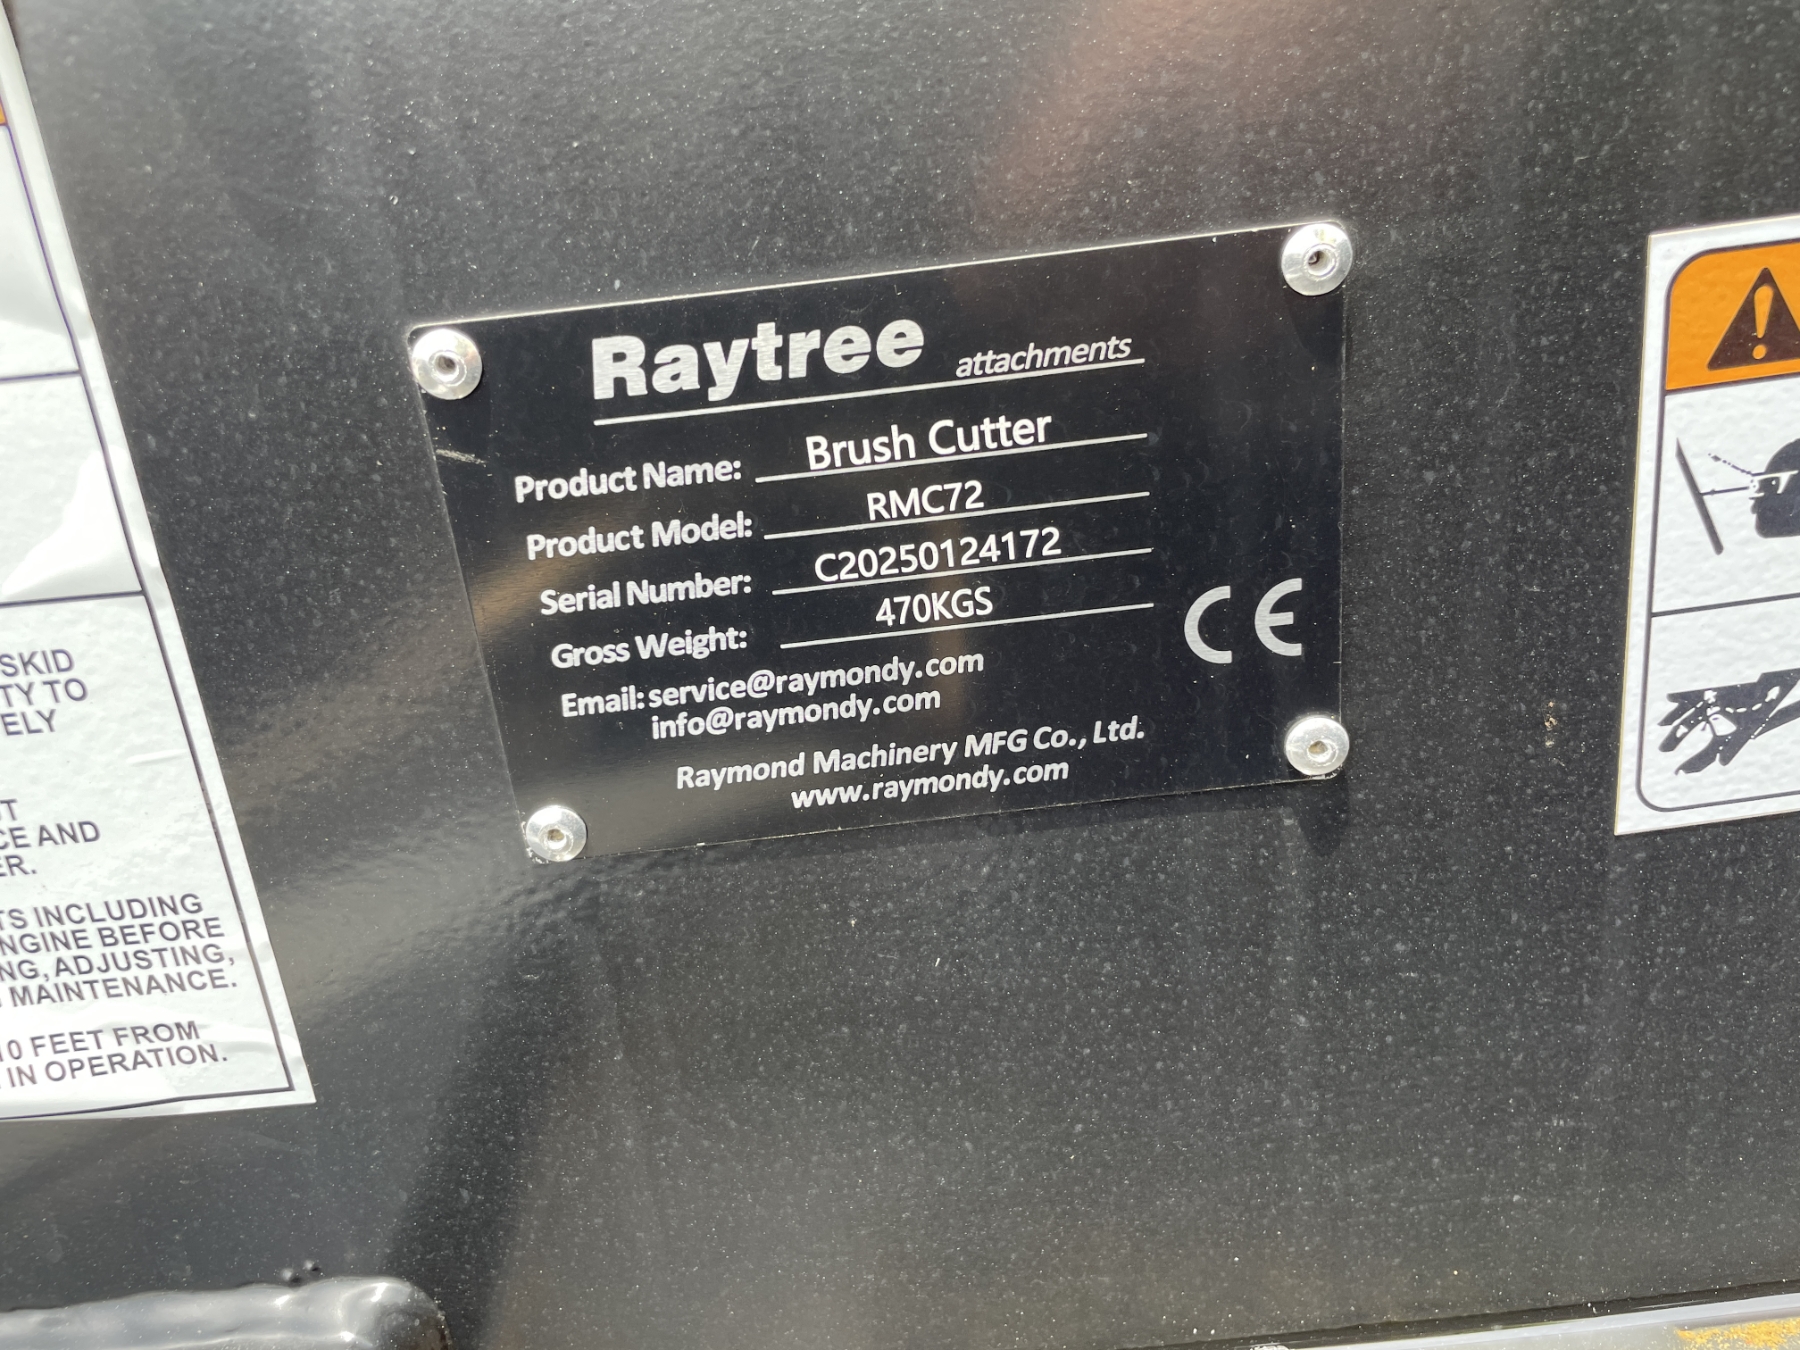 Raytree attachments
Product Name: Brush Cutter
Product Model: RMC72
Serial Number: C20250124172
Gross Weight: 470KGS
CE
Email: service@raymondy.com
info@raymondy.com
Raymond Machinery MFG Co., Ltd.
www.raymondy.com
SKID
TY TO
ELY
CE AND
ER.
TS INCLUDING
NGINE BEFORE
NG, ADJUSTING,
MAINTENANCE.
10 FEET FROM
IN OPERATION.